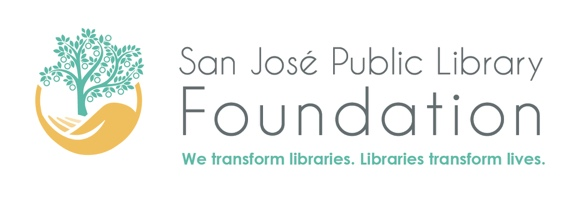 San José Public Library
Foundation
We transform libraries. Libraries transform lives.